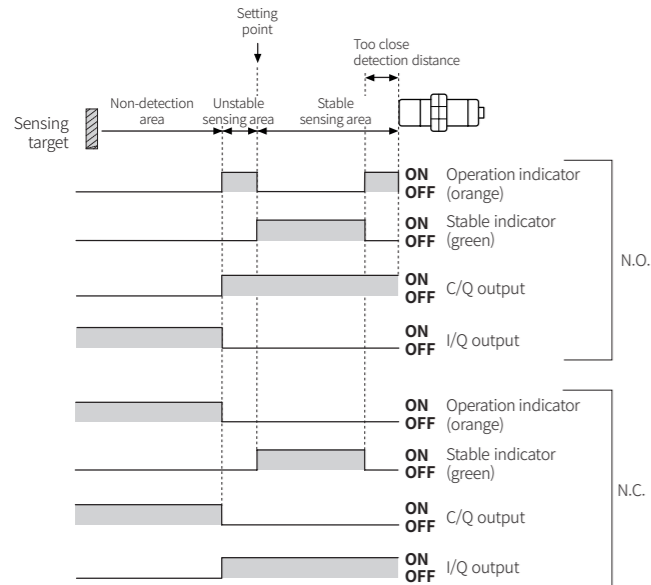 Setting
point
Too close
detection distance
Non-detection
area
Unstable
sensing area
Stable
sensing area
Sensing
target
ON
OFF
Operation indicator
(orange)
ON
OFF
Stable indicator
(green)
ON
OFF
C/Q output
ON
OFF
I/Q output
N.O.
ON
OFF
Operation indicator
(orange)
ON
OFF
Stable indicator
(green)
ON
OFF
C/Q output
ON
OFF
I/Q output
N.C.